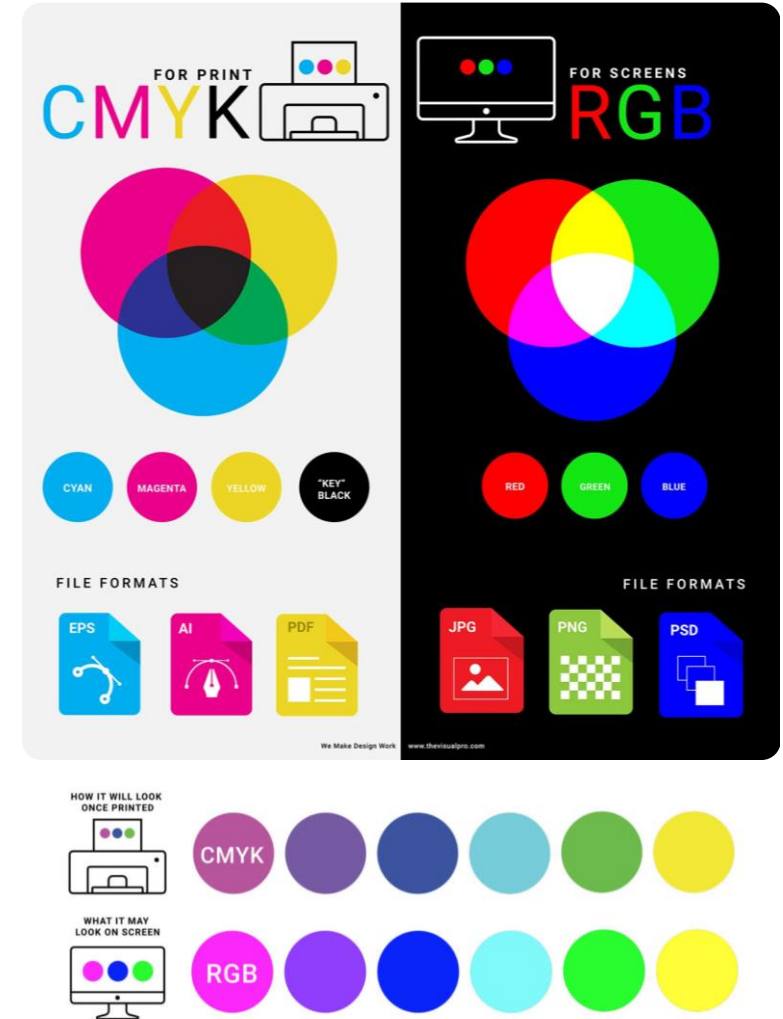 FOR PRINT
CMYK
FOR SCREENS
RGB
CYAN
MAGENTA
YELLOW
"KEY"
BLACK
RED
GREEN
BLUE
FILE FORMATS
EPS
AI
PDF
FILE FORMATS
JPG
PNG
PSD
We Make Design Work
www.thevisualpro.com
HOW IT WILL LOOK
ONCE PRINTED
CMYK
WHAT IT MAY
LOOK ON SCREEN
RGB